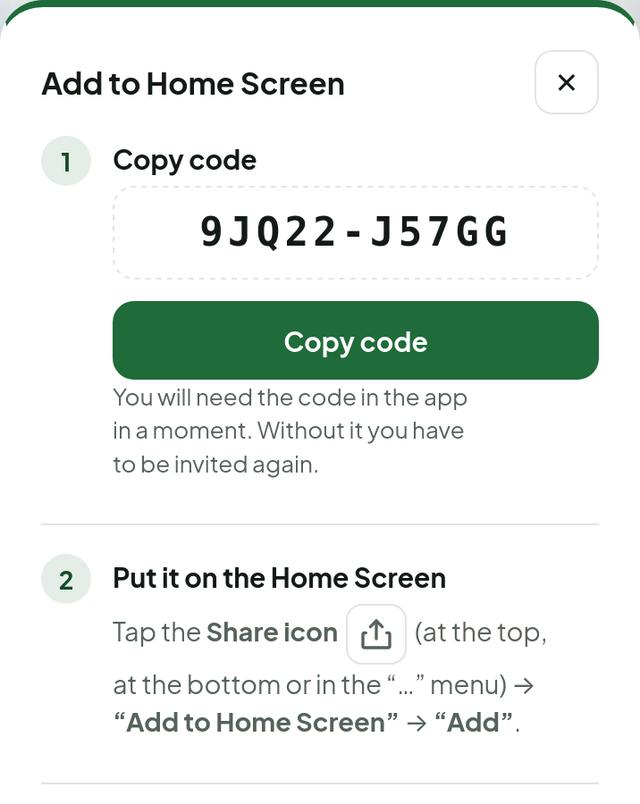 Add to Home Screen
1 Copy code
9JQ22-J57GG
Copy code
You will need the code in the app
in a moment. Without it you have
to be invited again.
2 Put it on the Home Screen
Tap the Share icon (at the top,
at the bottom or in the “…” menu) →
“Add to Home Screen” → “Add”.